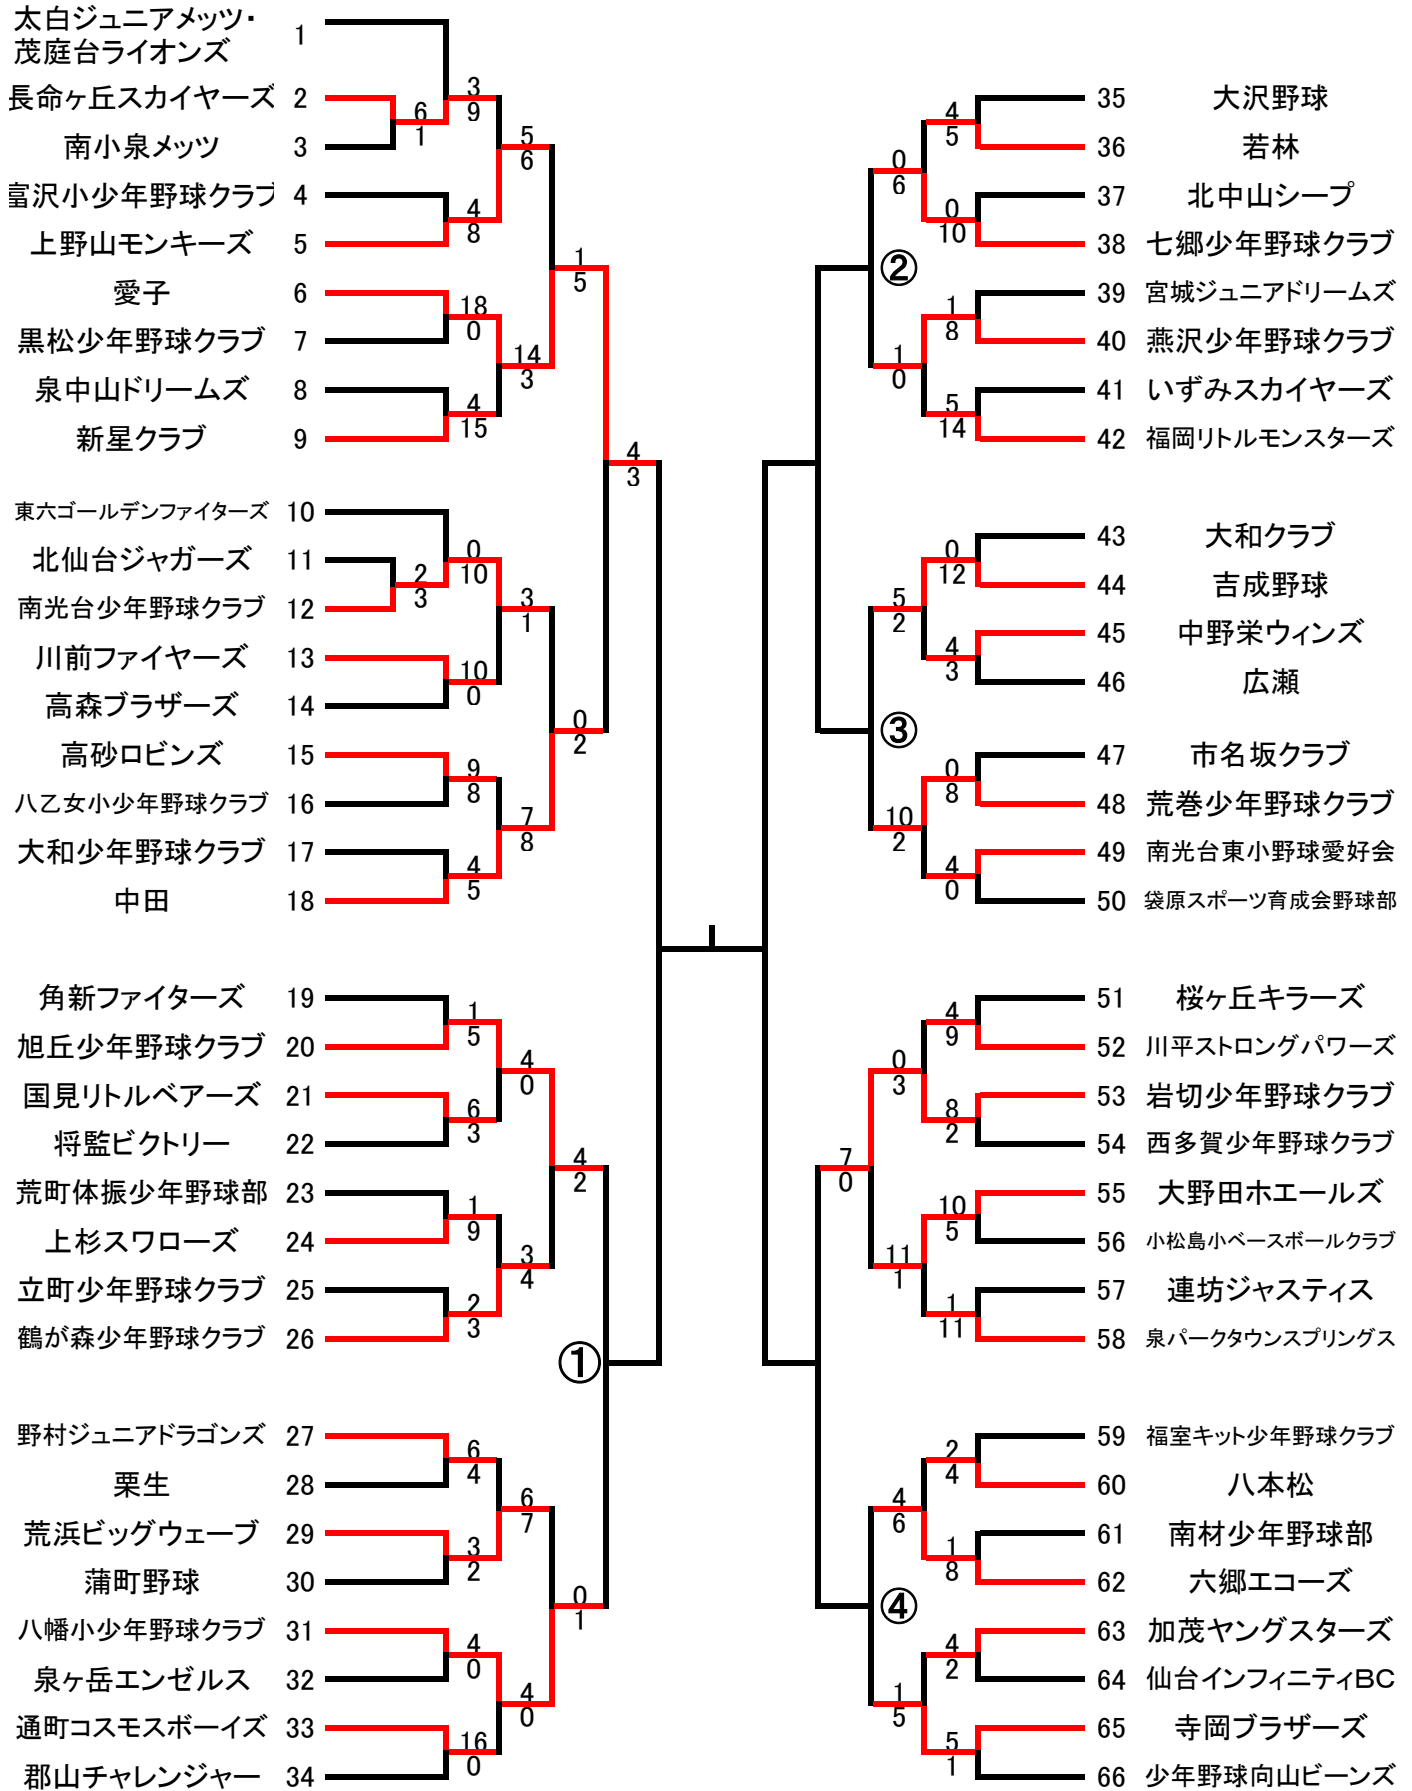 太白ジュニアメッツ・
茂庭台ライオンズ 1
長命ヶ丘スカイヤーズ 2
南小泉メッツ 3
6
1
3
9
富沢小少年野球クラブ 4
上野山モンキーズ 5
4
8
5
6
愛子 6
黒松少年野球クラブ 7
18
0
泉中山ドリームズ 8
新星クラブ 9
4
15
14
3
1
5
4
3
東六ゴールデンファイターズ 10
北仙台ジャガーズ 11
南光台少年野球クラブ 12
2
3
0
10
川前ファイヤーズ 13
高森ブラザーズ 14
10
0
3
1
高砂ロビンズ 15
八乙女小少年野球クラブ 16
9
8
大和少年野球クラブ 17
中田 18
4
5
7
8
0
2
角新ファイターズ 19
旭丘少年野球クラブ 20
1
5
国見リトルベアーズ 21
将監ビクトリー 22
6
3
4
0
荒町体振少年野球部 23
上杉スワローズ 24
1
9
立町少年野球クラブ 25
鶴が森少年野球クラブ 26
2
3
3
4
4
2
①
野村ジュニアドラゴンズ 27
栗生 28
6
4
荒浜ビッグウェーブ 29
蒲町野球 30
3
2
6
7
八幡小少年野球クラブ 31
泉ヶ岳エンゼルス 32
4
0
通町コスモスボーイズ 33
郡山チャレンジャー 34
16
0
4
0
0
1
35 大沢野球
36 若林
4
5
37 北中山シープ
38 七郷少年野球クラブ
0
10
0
6
②
39 宮城ジュニアドリームズ
40 燕沢少年野球クラブ
1
8
41 いずみスカイヤーズ
42 福岡リトルモンスターズ
5
14
1
0
43 大和クラブ
44 吉成野球
0
12
45 中野栄ウィンズ
46 広瀬
4
3
5
2
③
47 市名坂クラブ
48 荒巻少年野球クラブ
0
8
49 南光台東小野球愛好会
50 袋原スポーツ育成会野球部
4
0
10
2
51 桜ヶ丘キラーズ
52 川平ストロングパワーズ
4
9
53 岩切少年野球クラブ
54 西多賀少年野球クラブ
8
2
0
3
7
0
55 大野田ホエールズ
56 小松島小ベースボールクラブ
10
5
57 連坊ジャスティス
58 泉パークタウンスプリングス
1
11
11
1
59 福室キット少年野球クラブ
60 八本松
2
4
61 南材少年野球部
62 六郷エコーズ
1
8
4
6
④
63 加茂ヤングスターズ
64 仙台インフィニティBC
4
2
65 寺岡ブラザーズ
66 少年野球向山ビーンズ
5
1
1
5